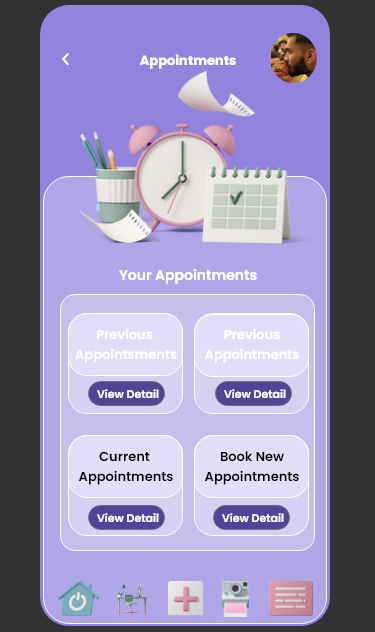 Appointments
Your Appointments
Previous
Appointsments
View Detail
Previous
Appointments
View Detail
Current
Appointments
View Detail
Book New
Appointments
View Detail